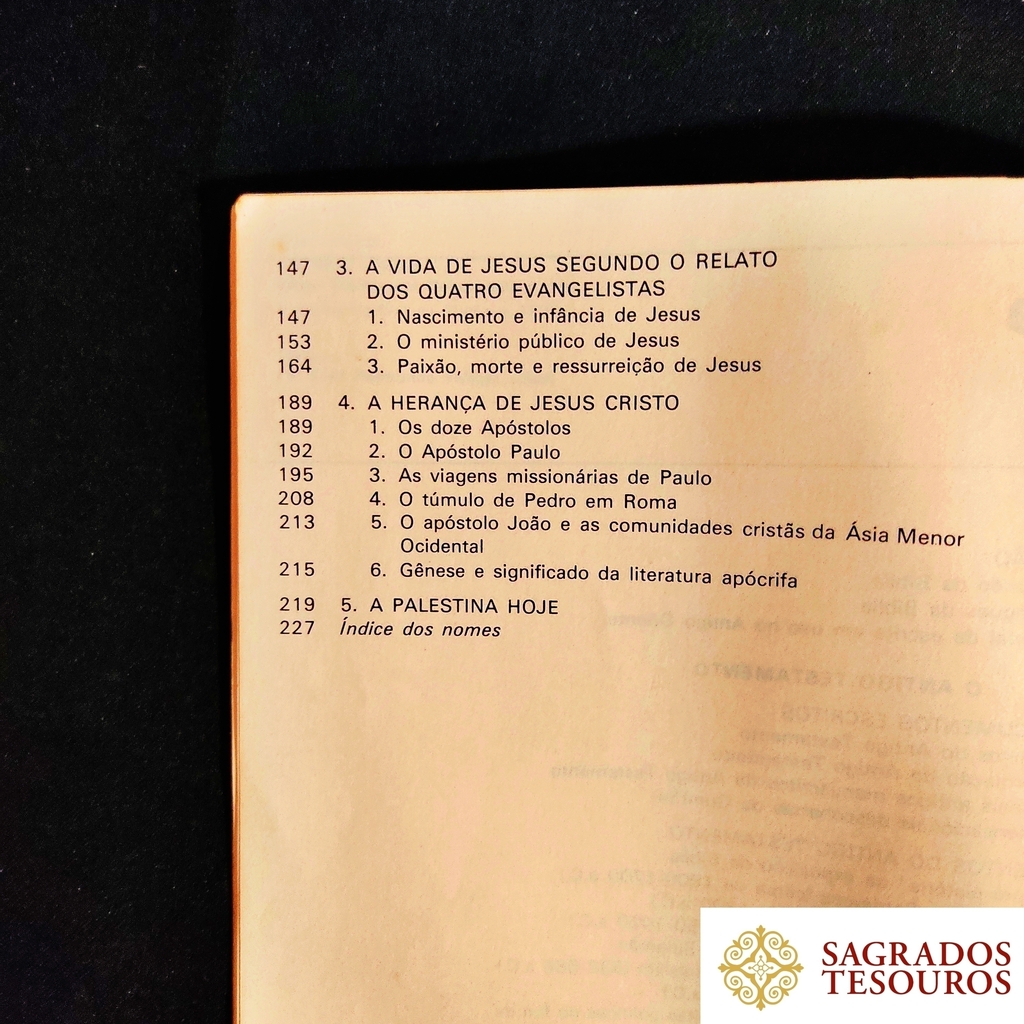 147 3. A VIDA DE JESUS SEGUNDO O RELATO
DOS QUATRO EVANGELISTAS
147 1. Nascimento e infância de Jesus
153 2. O ministério público de Jesus
164 3. Paixão, morte e ressurreição de Jesus
189 4. A HERANÇA DE JESUS CRISTO
189 1. Os doze Apóstolos
192 2. O Apóstolo Paulo
195 3. As viagens missionárias de Paulo
208 4. O túmulo de Pedro em Roma
213 5. O apóstolo João e as comunidades cristãs da Ásia Menor
Ocidental
215 6. Gênese e significado da literatura apócrifa
219 5. A PALESTINA HOJE
227 Índice dos nomes
SAGRADOS
TESOUROS